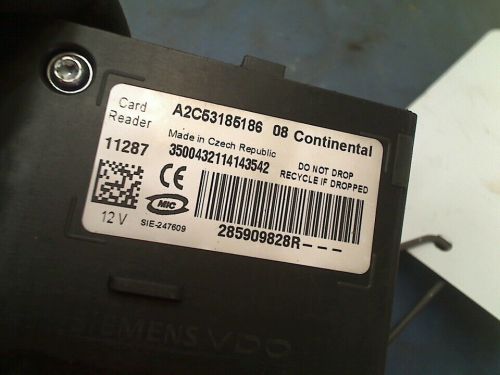 Card Reader A2C53185186 08 Continental
Made in Czech Republic
11287 3500432114143542 DO NOT DROP
RECYCLE IF DROPPED
CE
MIC
12 V SIE-247609 285909828R---
SIEMENS VDO